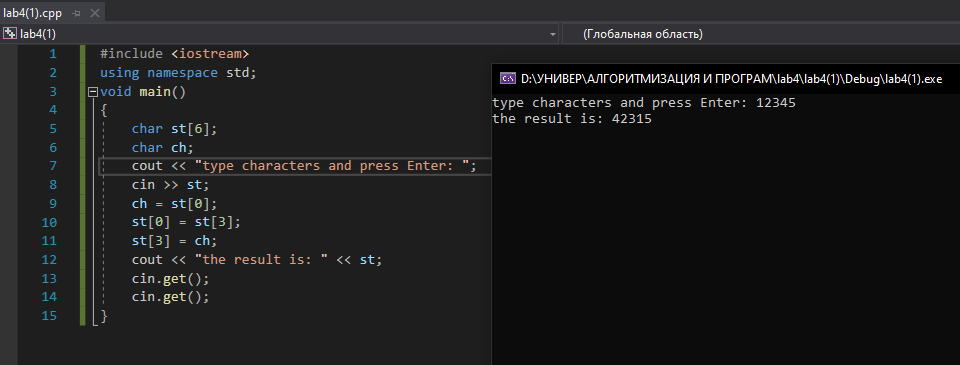 lab4(1).cpp
lab4(1)
(Глобальная область)
1 #include <iostream>
2 using namespace std;
3 void main()
4 {
5 char st[6];
6 char ch;
7 cout << "type characters and press Enter: ";
8 cin >> st;
9 ch = st[0];
10 st[0] = st[3];
11 st[3] = ch;
12 cout << "the result is: " << st;
13 cin.get();
14 cin.get();
15 }
C:\ D:\УНИВЕР\АЛГОРИТМИЗАЦИЯ И ПРОГРАМ\lab4\lab4(1)\Debug\lab4(1).exe
type characters and press Enter: 12345
the result is: 42315